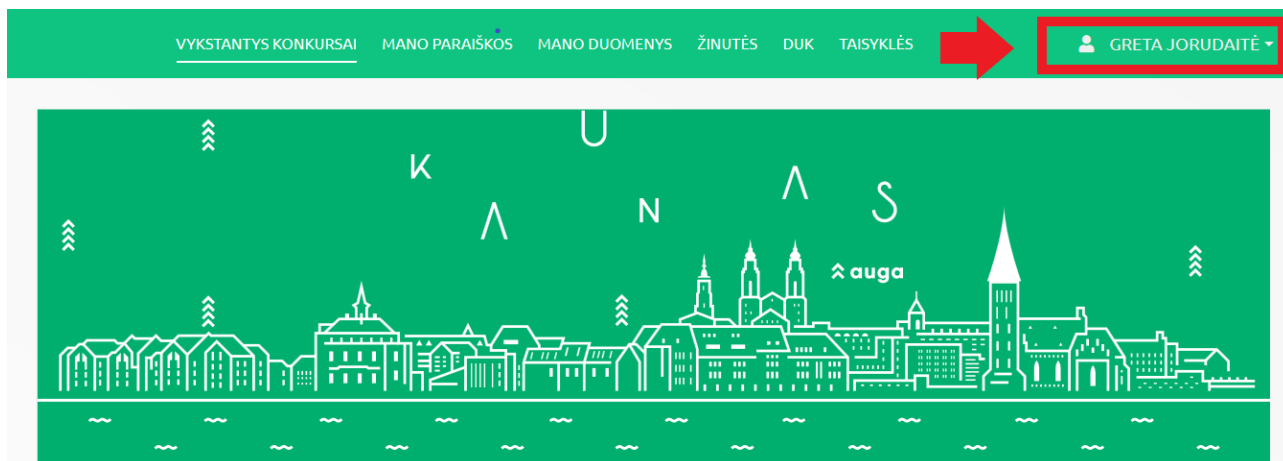 VYKSTANTYS KONKURSAI MANO PARAIŠKOS MANO DUOMENYS ŽINUTĖS DUK TAISYKLĖS GRETA JORUDAITĖ
KAUNAS
auga